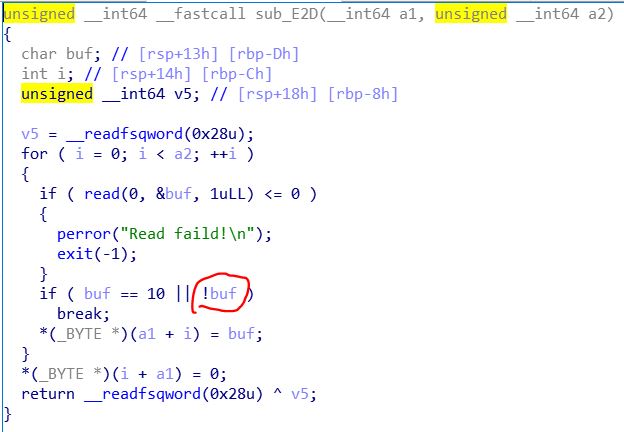 unsigned __int64 __fastcall sub_E2D(__int64 a1, unsigned __int64 a2)
{
  char buf; // [rsp+13h] [rbp-Dh]
  int i; // [rsp+14h] [rbp-Ch]
  unsigned __int64 v5; // [rsp+18h] [rbp-8h]

  v5 = __readfsqword(0x28u);
  for ( i = 0; i < a2; ++i )
  {
    if ( read(0, &buf, 1uLL) <= 0 )
    {
      perror("Read faild!\n");
      exit(-1);
    }
    if ( buf == 10 || !buf )
      break;
    *(_BYTE *)(a1 + i) = buf;
  }
  *(_BYTE *)(i + a1) = 0;
  return __readfsqword(0x28u) ^ v5;
}